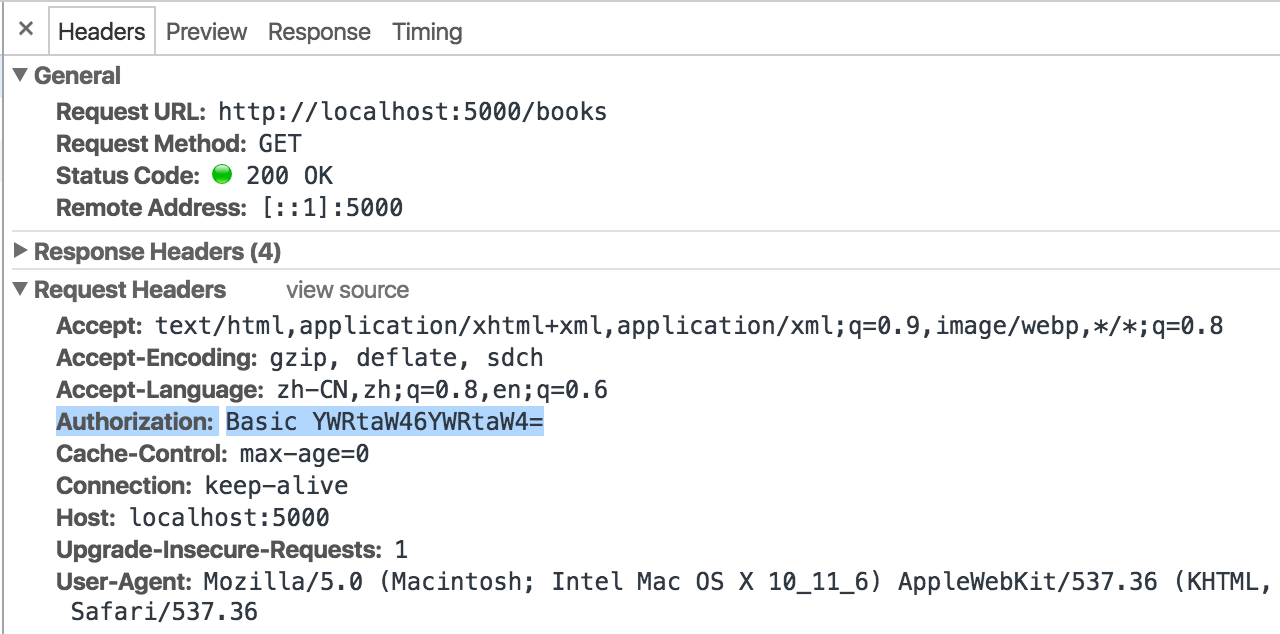 × Headers Preview Response Timing
▼ General
Request URL: http://localhost:5000/books
Request Method: GET
Status Code: 200 OK
Remote Address: [::1]:5000
▶ Response Headers (4)
▼ Request Headers view source
Accept: text/html,application/xhtml+xml,application/xml;q=0.9,image/webp,*/*;q=0.8
Accept-Encoding: gzip, deflate, sdch
Accept-Language: zh-CN,zh;q=0.8,en;q=0.6
Authorization: Basic YWRtaW46YWRtaW4=
Cache-Control: max-age=0
Connection: keep-alive
Host: localhost:5000
Upgrade-Insecure-Requests: 1
User-Agent: Mozilla/5.0 (Macintosh; Intel Mac OS X 10_11_6) AppleWebKit/537.36 (KHTML,
Safari/537.36